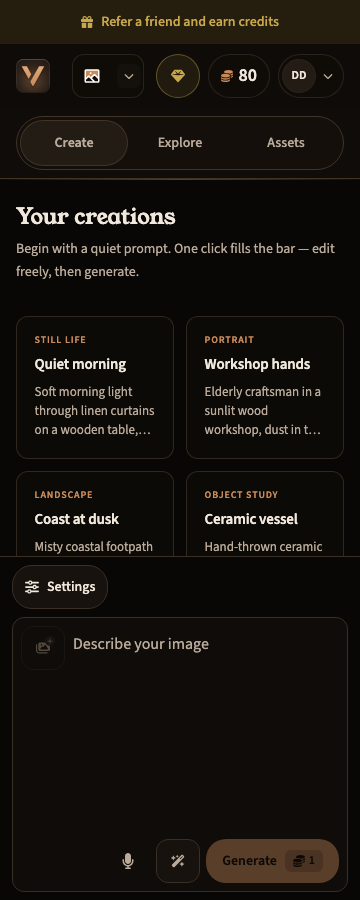 Refer a friend and earn credits
80
DD
Create
Explore
Assets
Your creations
Begin with a quiet prompt. One click fills the bar — edit
freely, then generate.
STILL LIFE
Quiet morning
Soft morning light
through linen curtains
on a wooden table,…
PORTRAIT
Workshop hands
Elderly craftsman in a
sunlit wood
workshop, dust in t…
LANDSCAPE
Coast at dusk
Misty coastal footpath
OBJECT STUDY
Ceramic vessel
Hand-thrown ceramic
Settings
Describe your image
Generate
1